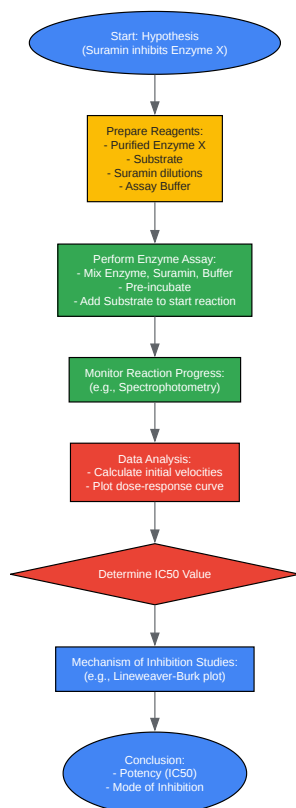 Start: Hypothesis
(Suramin inhibits Enzyme X)
Prepare Reagents:
- Purified Enzyme X
- Substrate
- Suramin dilutions
- Assay Buffer
Perform Enzyme Assay:
- Mix Enzyme, Suramin, Buffer
- Pre-incubate
- Add Substrate to start reaction
Monitor Reaction Progress:
(e.g., Spectrophotometry)
Data Analysis:
- Calculate initial velocities
- Plot dose-response curve
Determine IC50 Value
Mechanism of Inhibition Studies:
(e.g., Lineweaver-Burk plot)
Conclusion:
- Potency (IC50)
- Mode of Inhibition